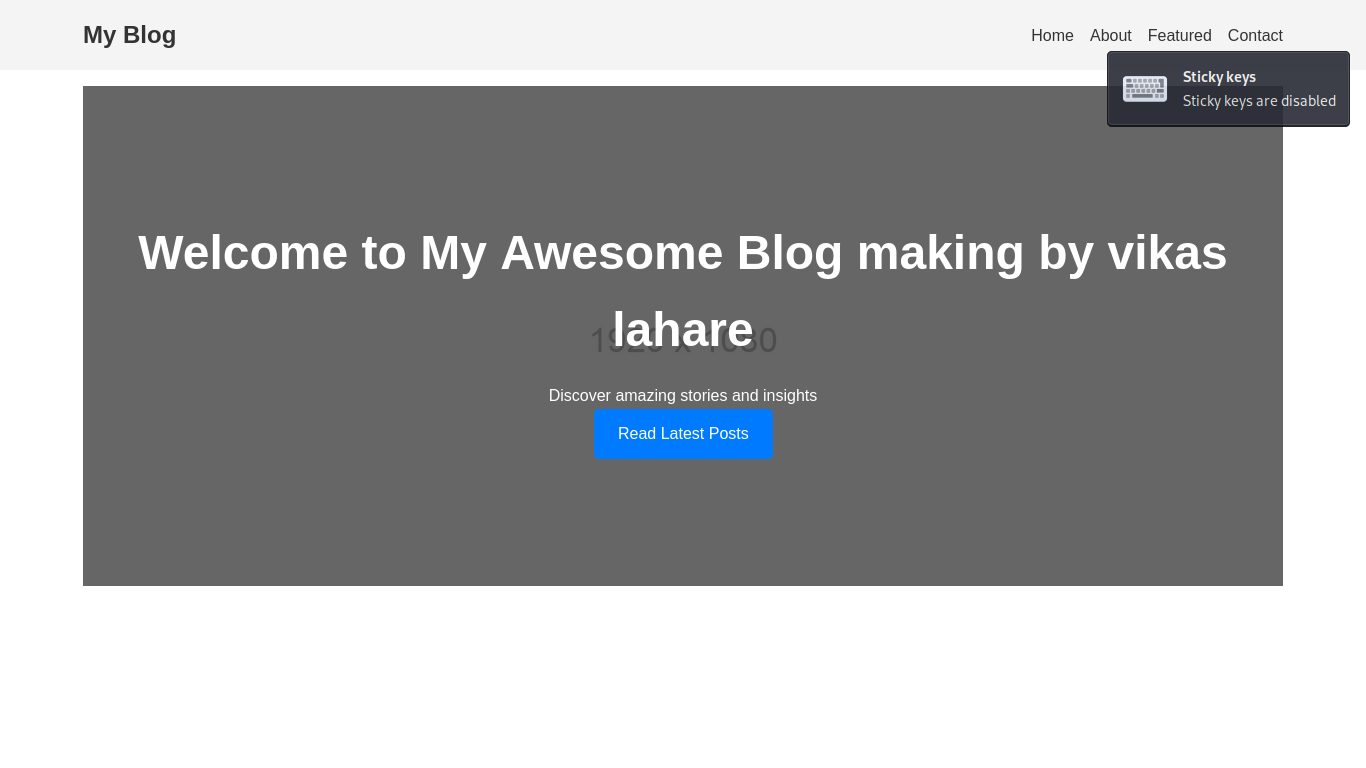 My Blog
Home About Featured Contact
Sticky keys
Sticky keys are disabled
Welcome to My Awesome Blog making by vikas
lahare
1920 x 1080
Discover amazing stories and insights
Read Latest Posts